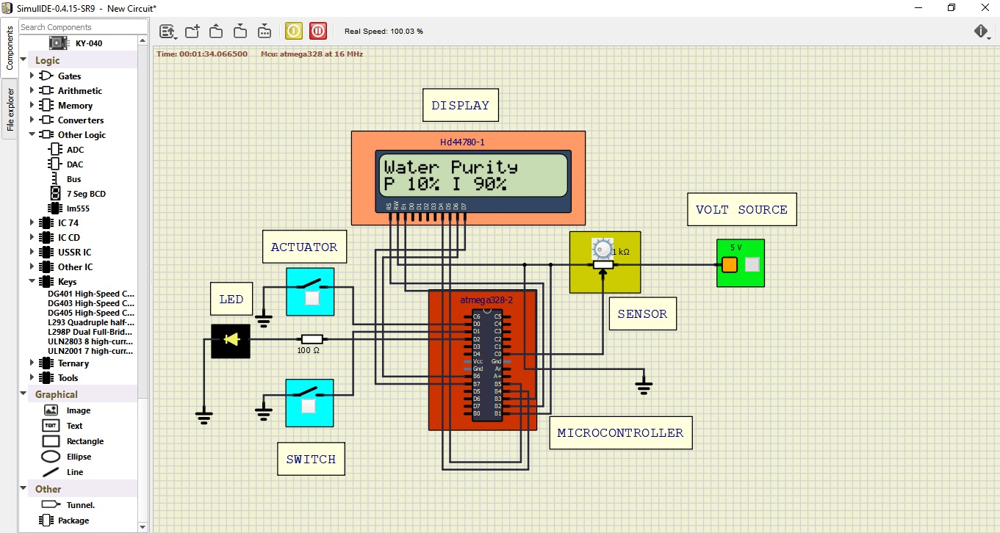 SimulIDE-0.4.15-SR9 - New Circuit*
Components
File explorer
Search Components
KY-040
Logic
Gates
Arithmetic
Memory
Converters
Other Logic
ADC
DAC
Bus
7 Seg BCD
lm555
IC 74
IC CD
USSR IC
Other IC
Keys
DG401 High-Speed C...
DG403 High-Speed C...
DG405 High-Speed C...
L293 Quadruple half-...
L298P Dual Full-Brid...
ULN2803 8 high-curr...
ULN2001 7 high-curr...
Ternary
Tools
Graphical
Image
TEXT Text
Rectangle
Ellipse
Line
Other
Tunnel.
Package
Real Speed: 100.03 %
Time: 00:01:34.066500 Mcu: atmega328 at 16 MHz
DISPLAY
Hd44780-1
Water Purity
P 10% I 90%
RS RW En D0 D1 D2 D3 D4 D5 D6 D7
VOLT SOURCE
5 V
ACTUATOR
1 kΩ
SENSOR
LED
100 Ω
atmega328-2
C6 C5
D0 C4
D1 C3
D2 C2
D3 C1
D4 C0
Vcc Gnd
Gnd Ar
B6 A+
B7 B5
D5 B4
D6 B3
D7 B2
B0 B1
MICROCONTROLLER
SWITCH